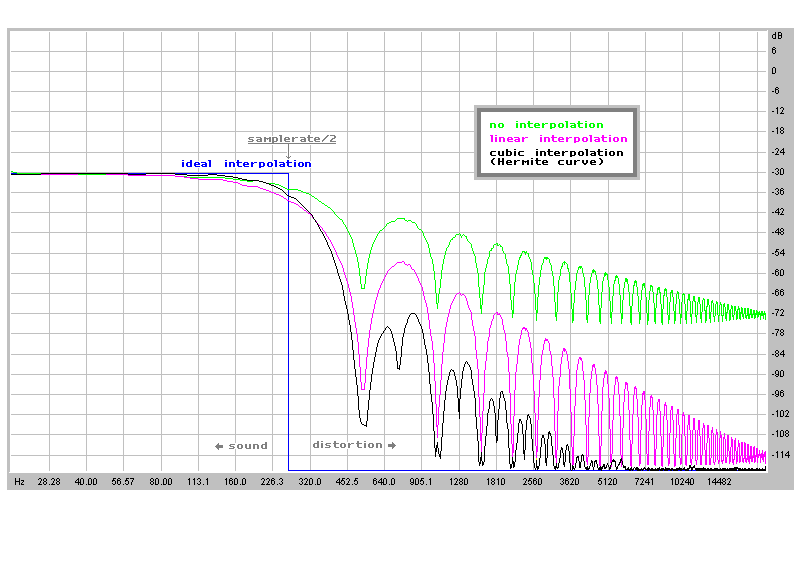 dB
6
0
-6
-12
-18
-24
-30
-36
-42
-48
-54
-60
-66
-72
-78
-84
-90
-96
-102
-108
-114
no interpolation
linear interpolation
cubic interpolation
(Hermite curve)
samplerate/2
ideal interpolation
← sound
distortion →
Hz 28.28 40.00 56.57 80.00 113.1 160.0 226.3 320.0 452.5 640.0 905.1 1280 1810 2560 3620 5120 7241 10240 14482